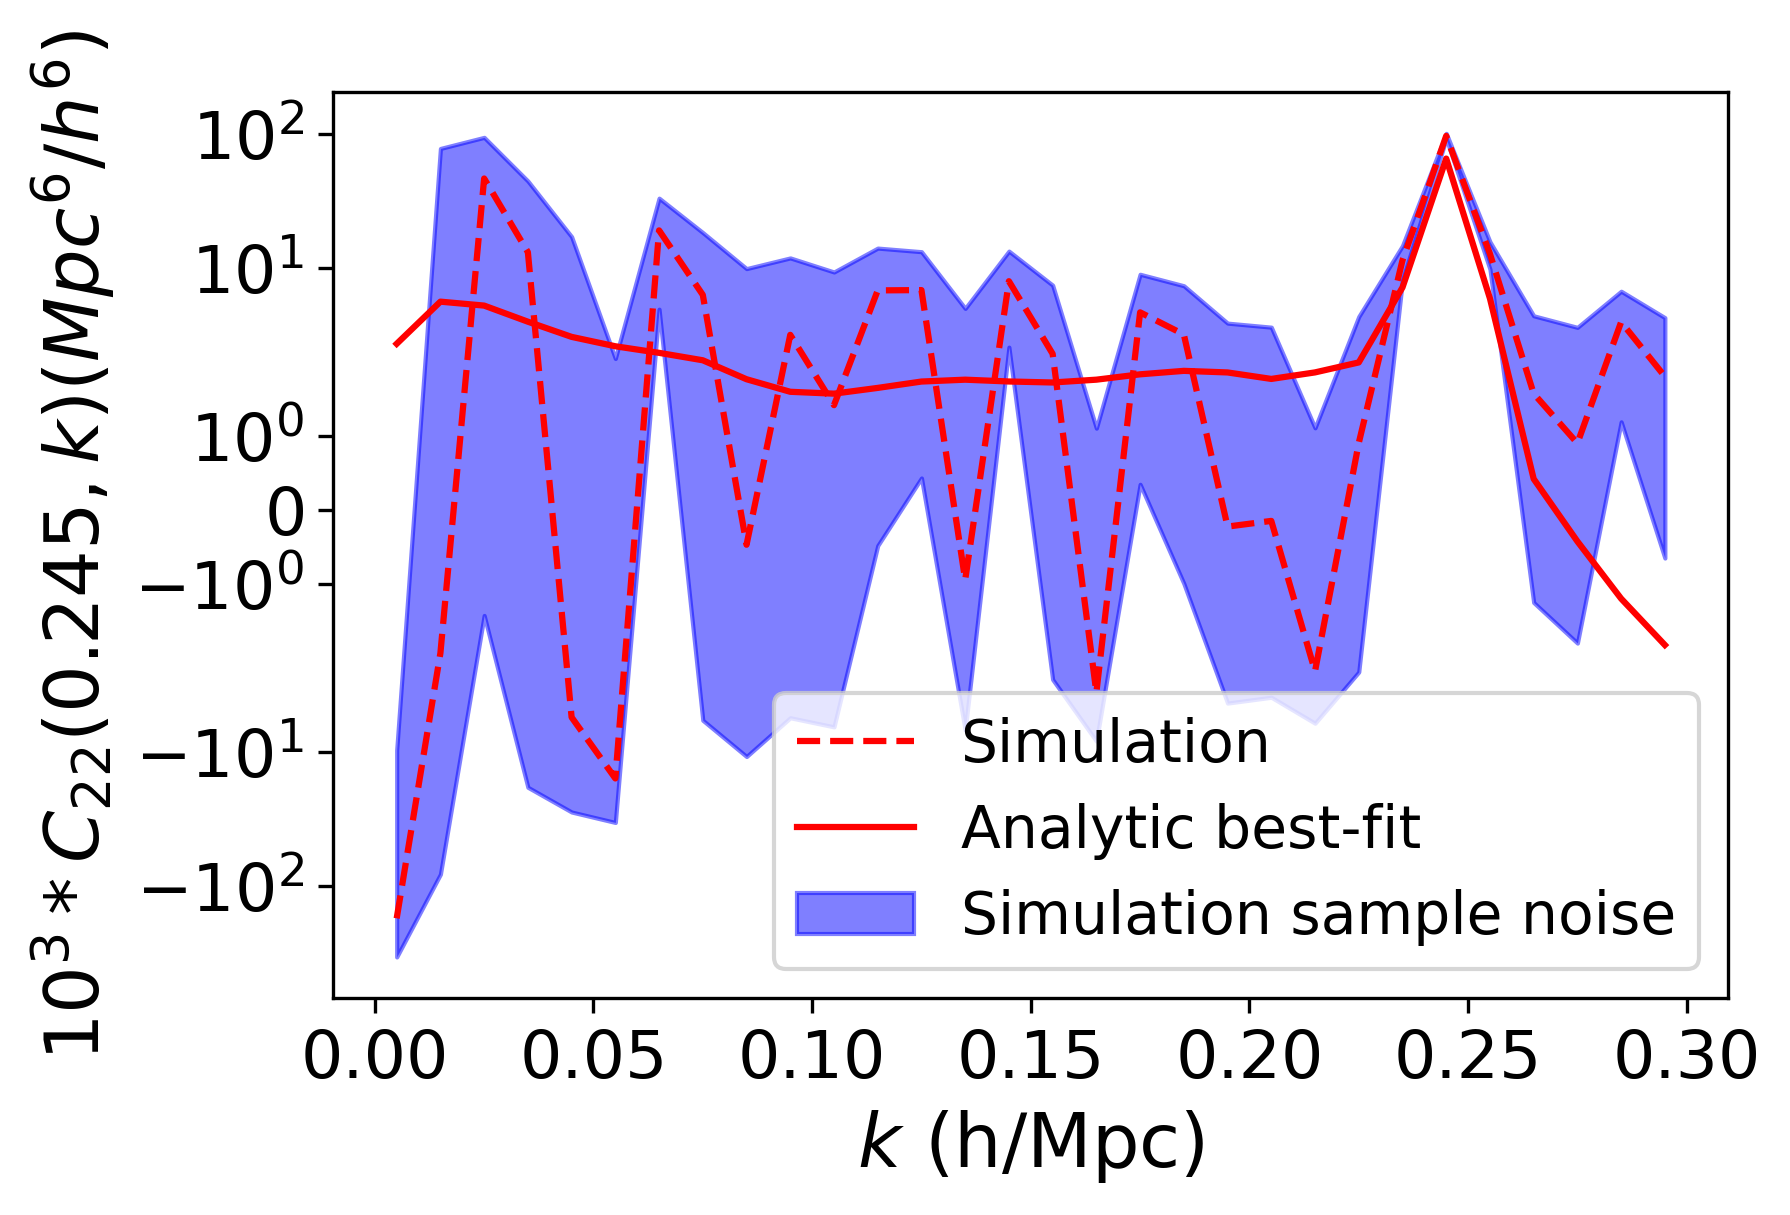 10³ * C₂₂(0.245, k)(Mpc⁶/h⁶)
10²
10¹
10⁰
0
−10⁰
−10¹
−10²
Simulation
Analytic best-fit
Simulation sample noise
0.00 0.05 0.10 0.15 0.20 0.25 0.30
k (h/Mpc)